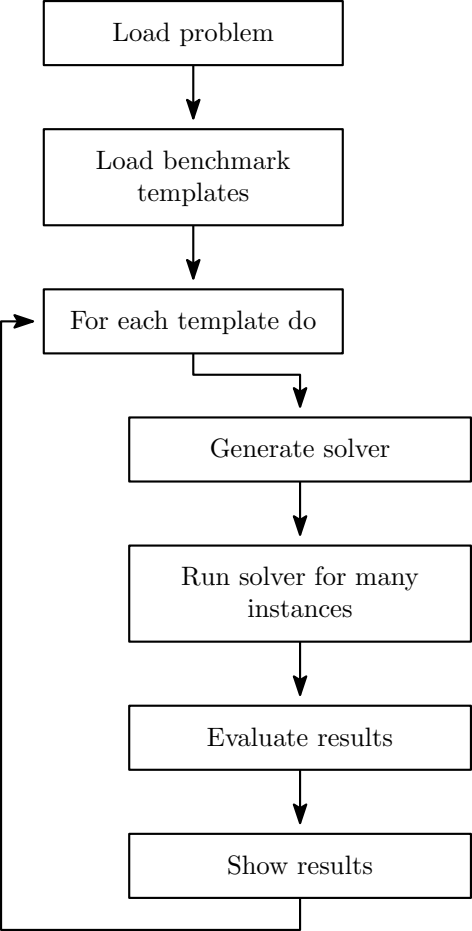 Load problem
Load benchmark
templates
For each template do
Generate solver
Run solver for many
instances
Evaluate results
Show results